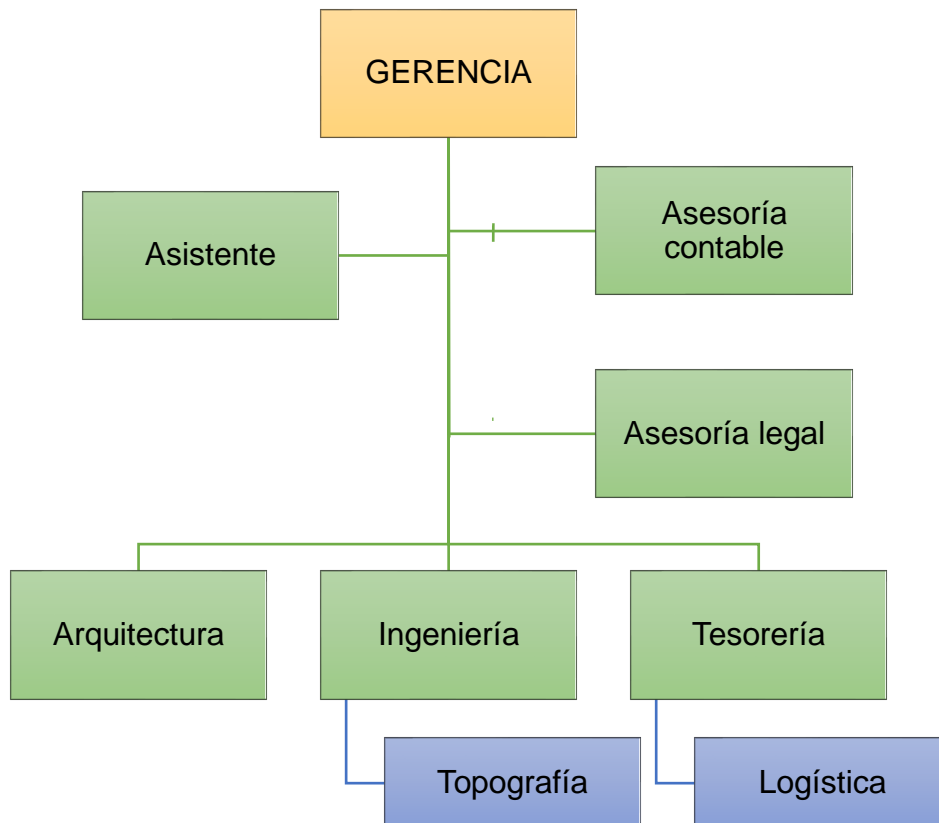 GERENCIA
Asistente
Asesoría
contable
Asesoría legal
Arquitectura
Ingeniería
Tesorería
Topografía
Logística